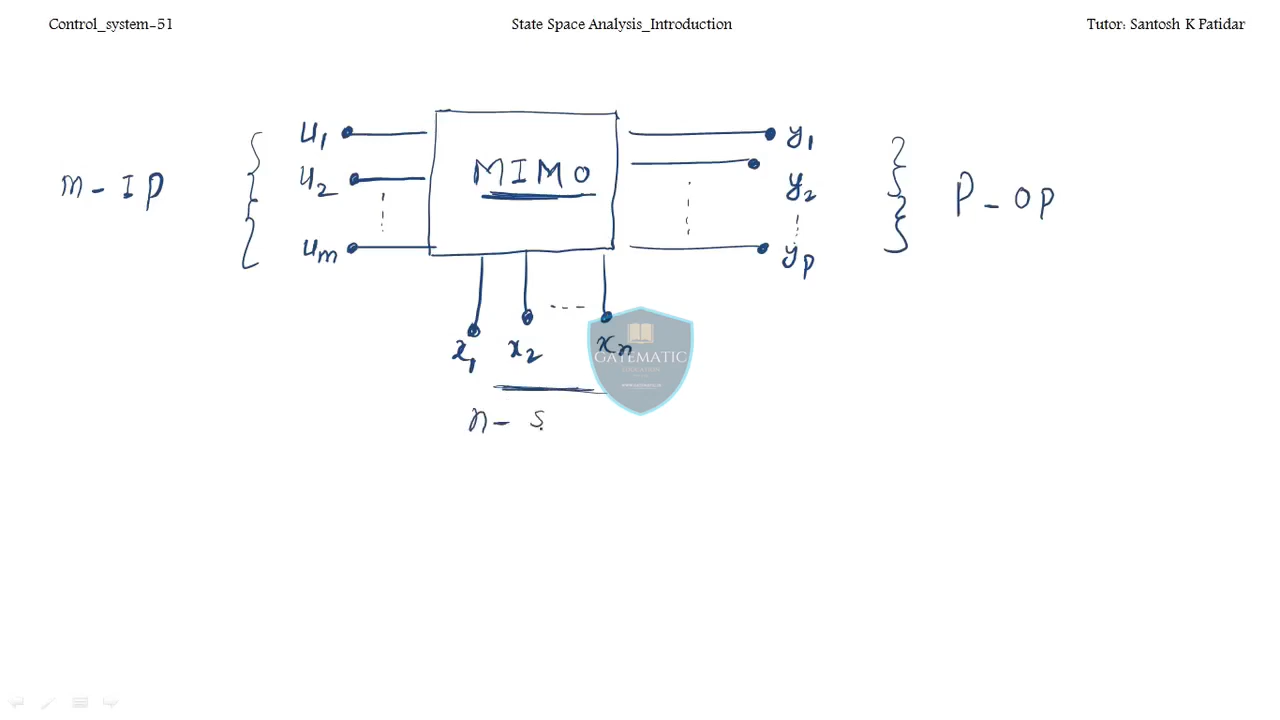 Control_system-51
State Space Analysis_Introduction
Tutor: Santosh K Patidar
u1
y1
MIMO
m - IP
u2
y2
P - OP
um
yp
x1
x2
xn
GATEMATIC
n - S